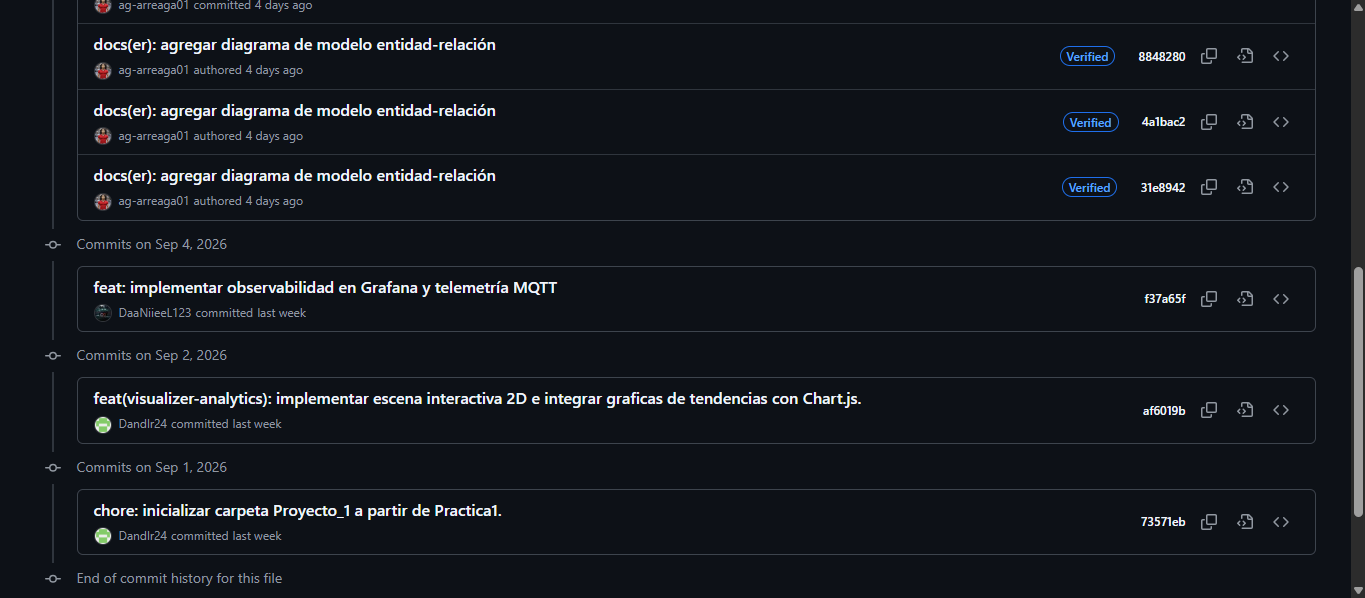 ag-arreaga01 committed 4 days ago
docs(er): agregar diagrama de modelo entidad-relación
ag-arreaga01 authored 4 days ago
Verified 8848280
docs(er): agregar diagrama de modelo entidad-relación
ag-arreaga01 authored 4 days ago
Verified 4a1bac2
docs(er): agregar diagrama de modelo entidad-relación
ag-arreaga01 authored 4 days ago
Verified 31e8942
Commits on Sep 4, 2026
feat: implementar observabilidad en Grafana y telemetría MQTT
DaaNiieeL123 committed last week
f37a65f
Commits on Sep 2, 2026
feat(visualizer-analytics): implementar escena interactiva 2D e integrar graficas de tendencias con Chart.js.
Dandlr24 committed last week
af6019b
Commits on Sep 1, 2026
chore: inicializar carpeta Proyecto_1 a partir de Practica1.
Dandlr24 committed last week
73571eb
End of commit history for this file